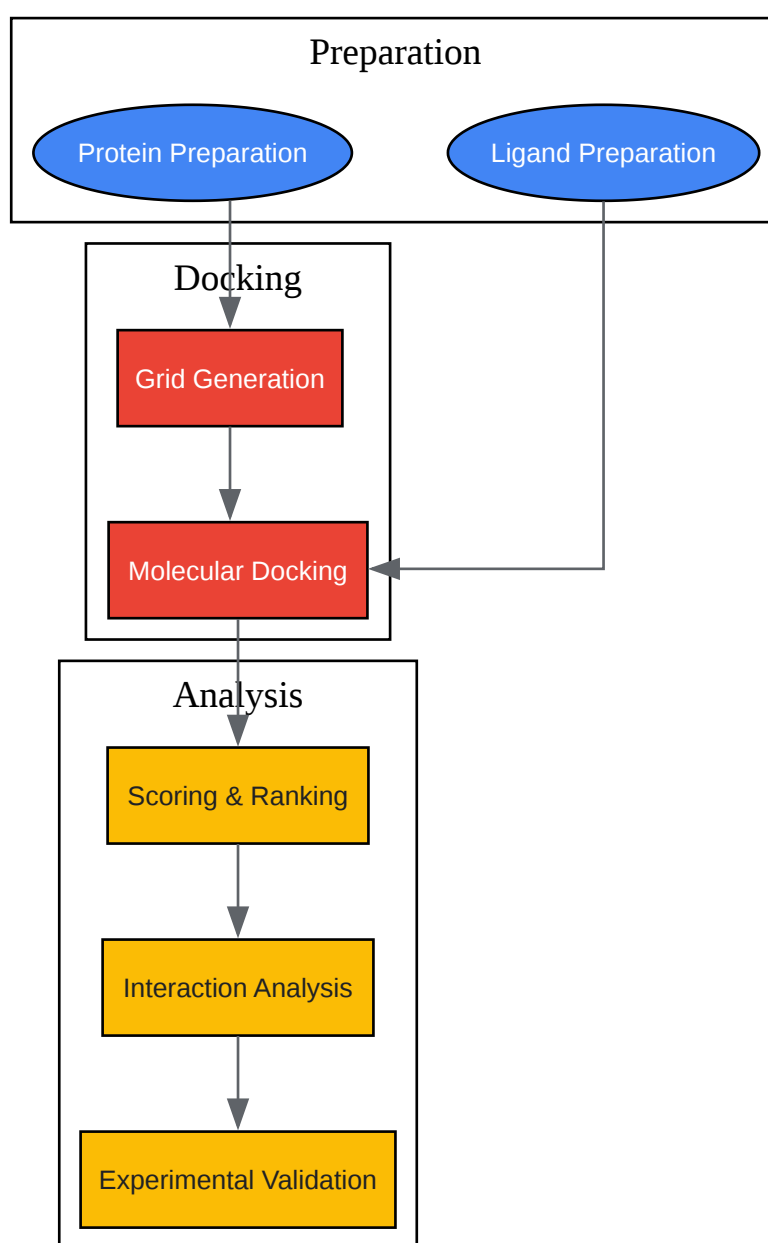 Preparation
Protein Preparation
Ligand Preparation
Docking
Grid Generation
Molecular Docking
Analysis
Scoring & Ranking
Interaction Analysis
Experimental Validation